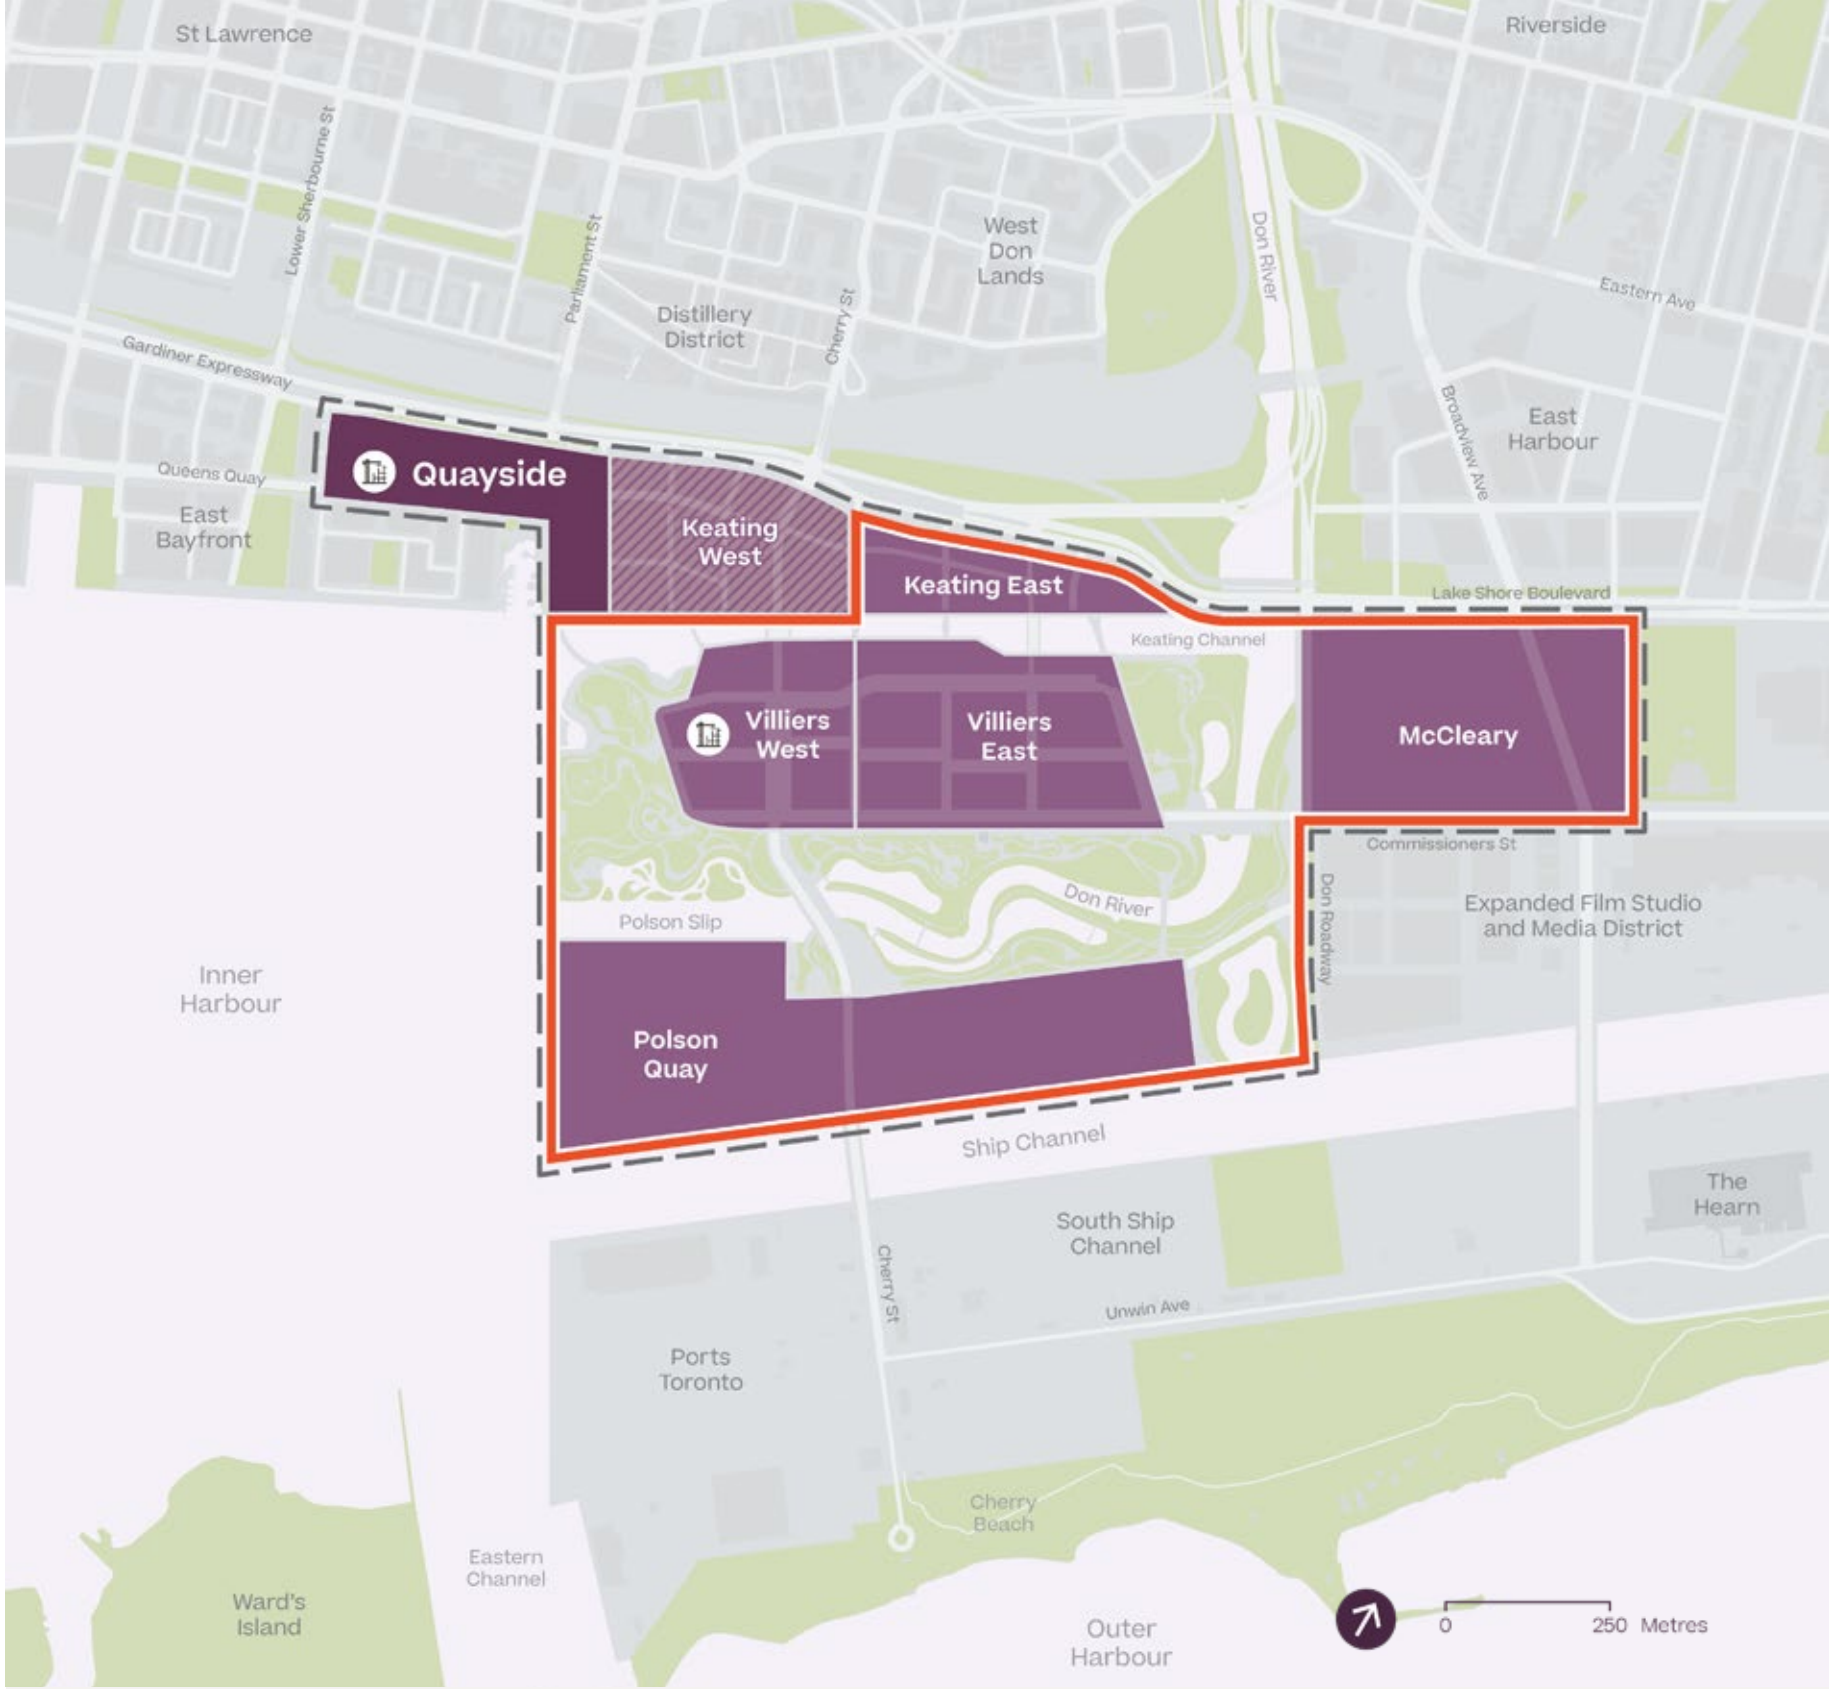 St Lawrence
Riverside
Lower Sherbourne St
Parliament St
West
Don
Lands
Don River
Eastern Ave
Distillery
District
Cherry St
Gardiner Expressway
Broadview Ave
East
Harbour
Queens Quay
Quayside
East
Bayfront
Keating
West
Keating East
Lake Shore Boulevard
Keating Channel
Villiers
West
Villiers
East
McCleary
Commissioners St
Don River
Don Roadway
Expanded Film Studio
and Media District
Polson Slip
Inner
Harbour
Polson
Quay
Ship Channel
The
Hearn
South Ship
Channel
Cherry St
Unwin Ave
Ports
Toronto
Cherry
Beach
Eastern
Channel
Ward's
Island
Outer
Harbour
0
250 Metres